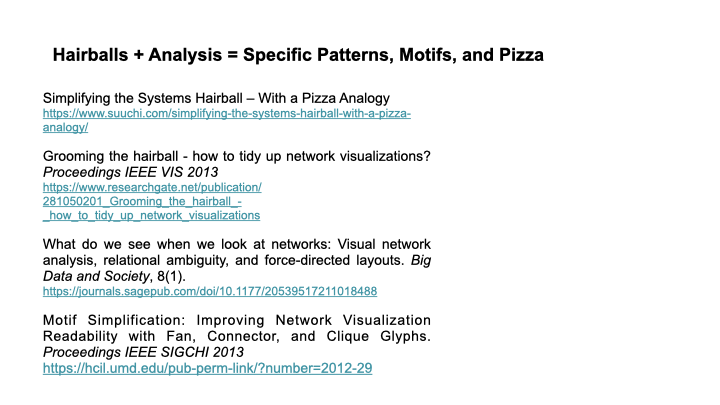 Hairballs + Analysis = Specific Patterns, Motifs, and Pizza
Simplifying the Systems Hairball – With a Pizza Analogy
https://www.suuchi.com/simplifying-the-systems-hairball-with-a-pizza-
analogy/
Grooming the hairball - how to tidy up network visualizations?
Proceedings IEEE VIS 2013
https://www.researchgate.net/publication/
281050201_Grooming_the_hairball_-
_how_to_tidy_up_network_visualizations
What do we see when we look at networks: Visual network
analysis, relational ambiguity, and force-directed layouts. Big
Data and Society, 8(1).
https://journals.sagepub.com/doi/10.1177/20539517211018488
Motif Simplification: Improving Network Visualization
Readability with Fan, Connector, and Clique Glyphs.
Proceedings IEEE SIGCHI 2013
https://hcil.umd.edu/pub-perm-link/?number=2012-29